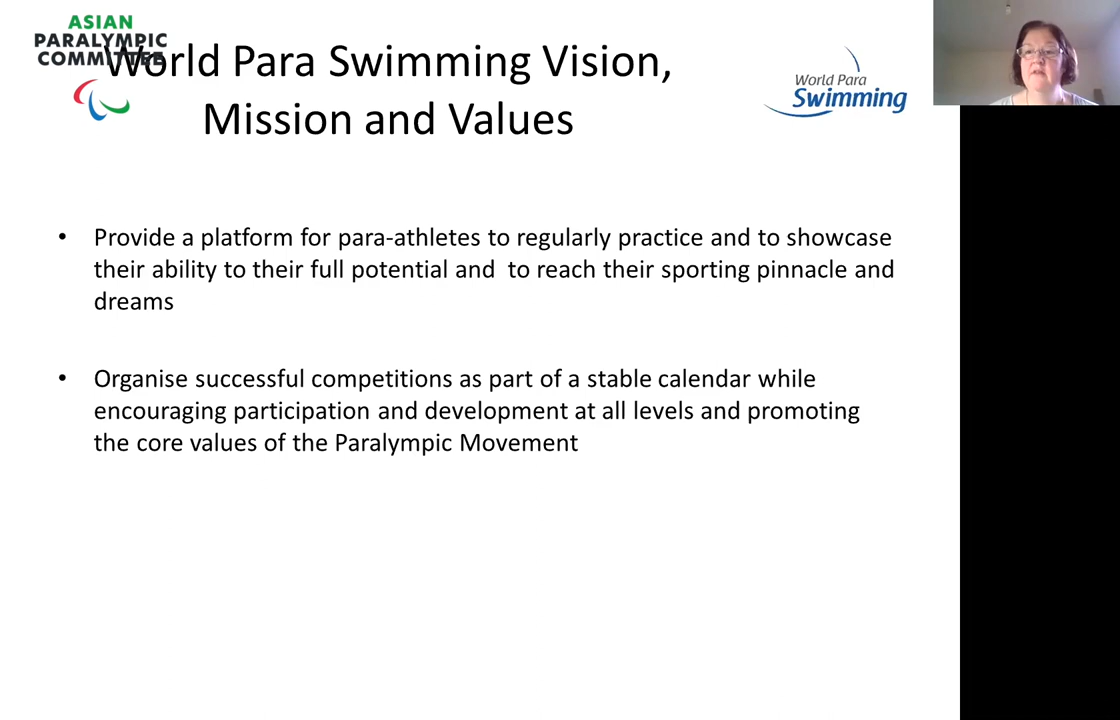 ASIAN
PARALYMPIC
COMMITTEE
World Para Swimming Vision,
Mission and Values
World Para
Swimming
• Provide a platform for para-athletes to regularly practice and to showcase
their ability to their full potential and  to reach their sporting pinnacle and
dreams
• Organise successful competitions as part of a stable calendar while
encouraging participation and development at all levels and promoting
the core values of the Paralympic Movement